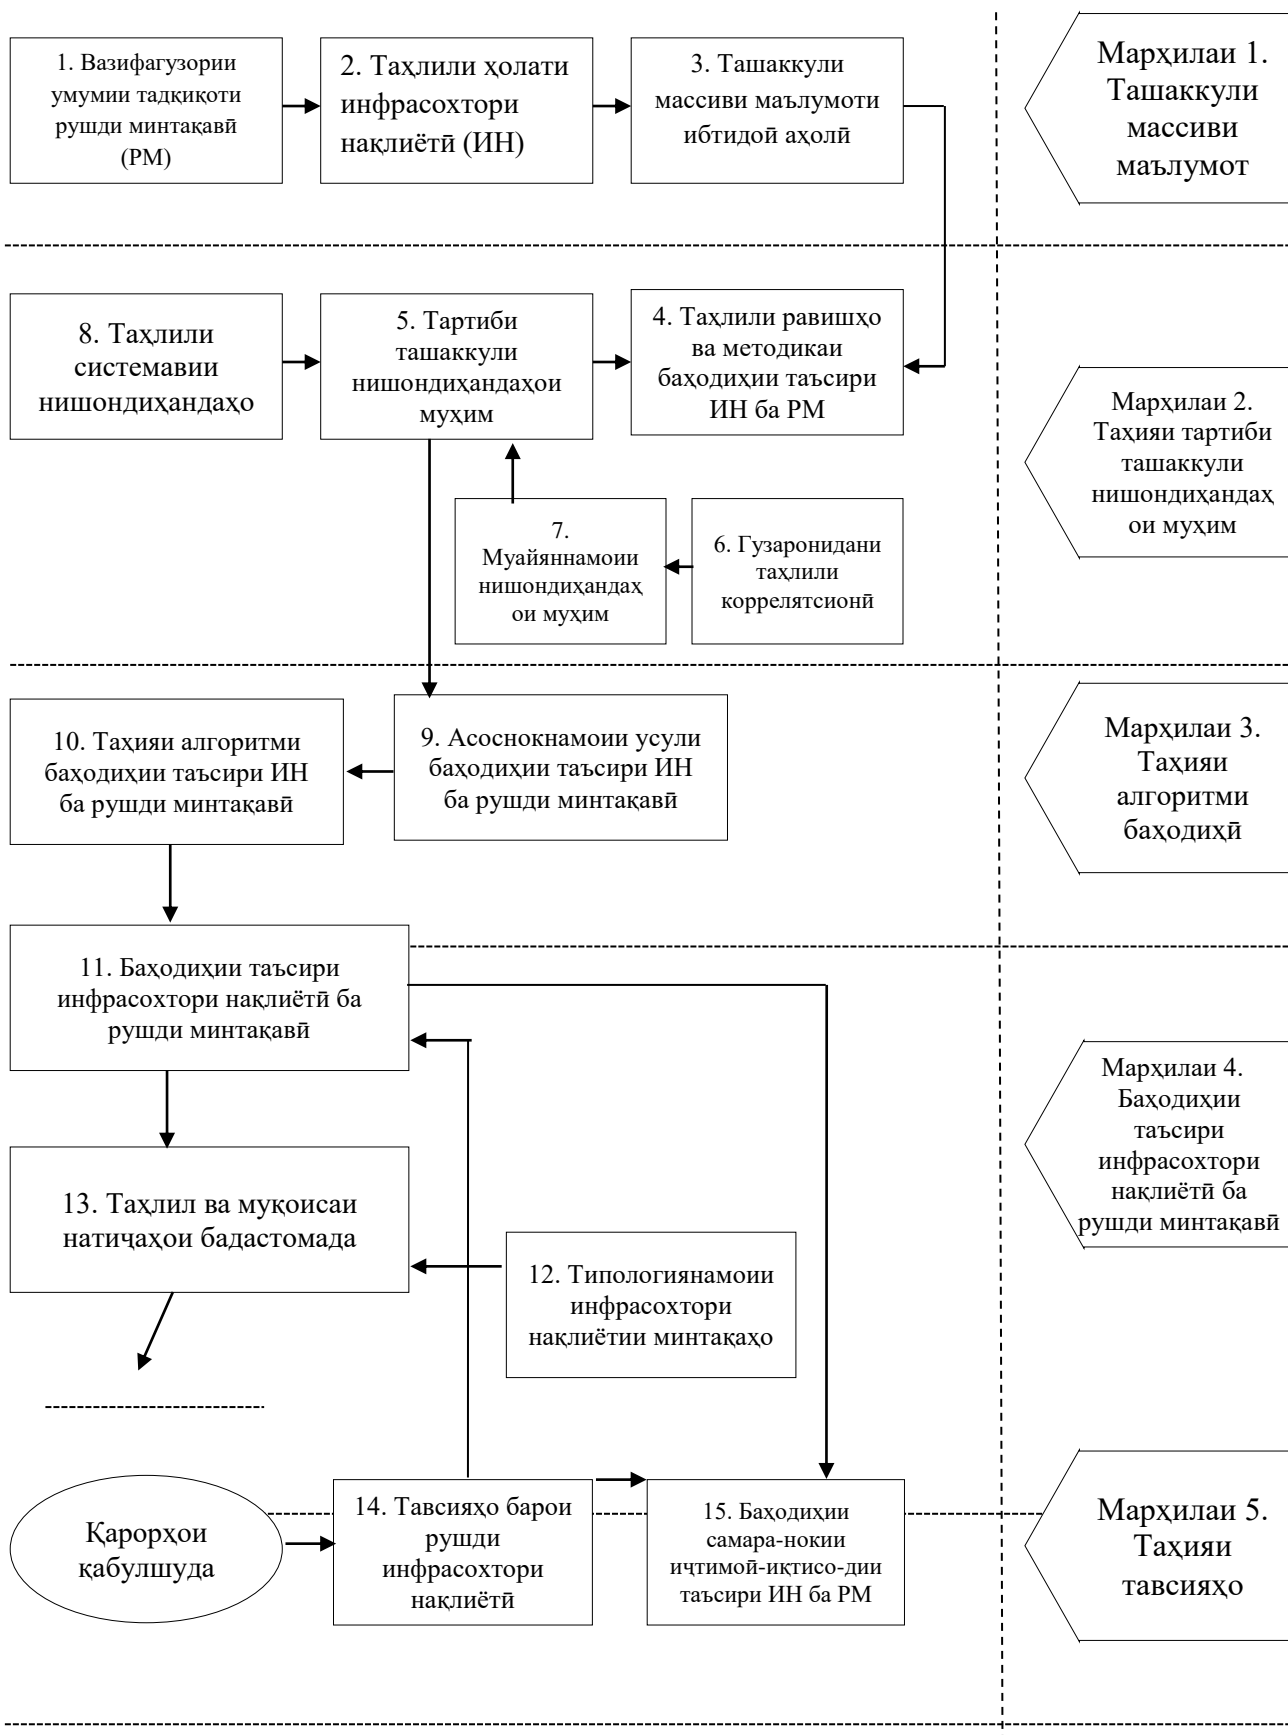 1. Вазифагузории
умумии тадқиқоти
рушди минтақавӣ
(РМ)
2. Таҳлили ҳолати
инфрасохтори
нақлиётӣ (ИН)
3. Ташаккули
массиви маълумоти
ибтидоӣ аҳолӣ
Марҳилаи 1.
Ташаккули
массиви
маълумот
8. Таҳлили
системавии
нишондиҳандаҳо
5. Тартиби
ташаккули
нишондиҳандаҳои
муҳим
4. Таҳлили равишҳо
ва методикаи
баҳодиҳии таъсири
ИН ба РМ
Марҳилаи 2.
Таҳияи тартиби
ташаккули
нишондиҳандаҳ
ои муҳим
7.
Муайяннамоии
нишондиҳандаҳ
ои муҳим
6. Гузаронидани
таҳлили
коррелятсионӣ
10. Таҳияи алгоритми
баҳодиҳии таъсири ИН
ба рушди минтақавӣ
9. Асоснокнамоии усули
баҳодиҳии таъсири ИН
ба рушди минтақавӣ
Марҳилаи 3.
Таҳияи
алгоритми
баҳодиҳӣ
11. Баҳодиҳии таъсири
инфрасохтори нақлиётӣ ба
рушди минтақавӣ
Марҳилаи 4.
Баҳодиҳии
таъсири
инфрасохтори
нақлиётӣ ба
рушди минтақавӣ
13. Таҳлил ва муқоисаи
натиҷаҳои бадастомада
12. Типологиянамоии
инфрасохтори
нақлиётии минтақаҳо
Қарорҳои
қабулшуда
14. Тавсияҳо барои
рушди
инфрасохтори
нақлиётӣ
15. Баҳодиҳии
самара-нокии
иҷтимоӣ-иқтисо-дии
таъсири ИН ба РМ
Марҳилаи 5.
Таҳияи
тавсияҳо